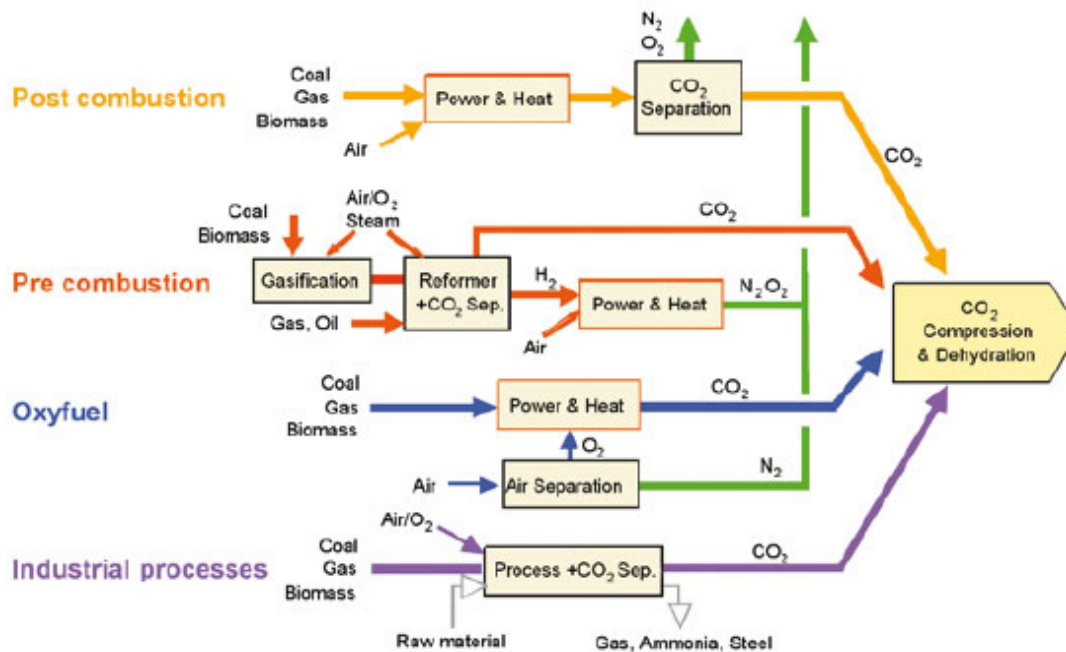 N₂
O₂
Post combustion
Coal
Gas
Biomass
Air
Power & Heat
CO₂
Separation
CO₂
Pre combustion
Coal
Biomass
Air/O₂
Steam
Gasification
Gas, Oil
Reformer
+CO₂ Sep.
CO₂
H₂
Air
Power & Heat
N₂O₂
CO₂
Compression
& Dehydration
Oxyfuel
Coal
Gas
Biomass
Power & Heat
CO₂
O₂
Air
Air Separation
N₂
Industrial processes
Air/O₂
Coal
Gas
Biomass
Process +CO₂ Sep.
CO₂
Raw material
Gas, Ammonia, Steel